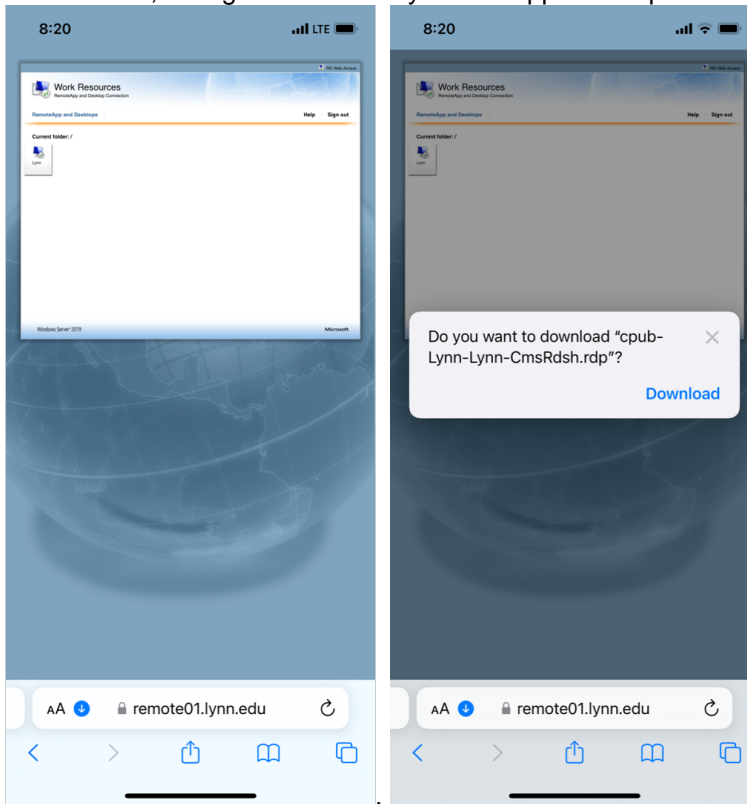 8:20
LTE
RD Web Access
Work Resources
RemoteApp and Desktop Connection
RemoteApp and Desktops
Help
Sign out
Current folder: /
Lynn
Windows Server® 2019
Microsoft
AA
remote01.lynn.edu
8:20
RD Web Access
Work Resources
RemoteApp and Desktop Connection
RemoteApp and Desktops
Help
Sign out
Current folder: /
Lynn
Do you want to download “cpub-
Lynn-Lynn-CmsRdsh.rdp”?
Download
AA
remote01.lynn.edu